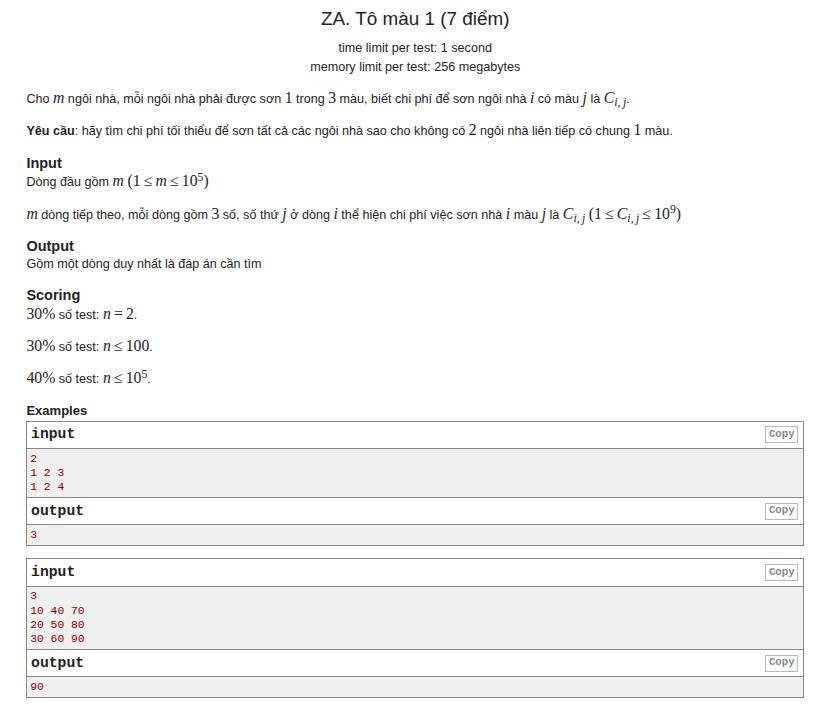 ZA. Tô màu 1 (7 điểm)
time limit per test: 1 second
memory limit per test: 256 megabytes
Cho m ngôi nhà, mỗi ngôi nhà phải được sơn 1 trong 3 màu, biết chi phí để sơn ngôi nhà i có màu j là C_{i, j}.
Yêu cầu: hãy tìm chi phí tối thiểu để sơn tất cả các ngôi nhà sao cho không có 2 ngôi nhà liên tiếp có chung 1 màu.
Input
Dòng đầu gồm m (1 ≤ m ≤ 10^5)
m dòng tiếp theo, mỗi dòng gồm 3 số, số thứ j ở dòng i thể hiện chi phí việc sơn nhà i màu j là C_{i, j} (1 ≤ C_{i, j} ≤ 10^9)
Output
Gồm một dòng duy nhất là đáp án cần tìm
Scoring
30% số test: n = 2.
30% số test: n ≤ 100.
40% số test: n ≤ 10^5.
Examples
input Copy
2
1 2 3
1 2 4
output Copy
3
input Copy
3
10 40 70
20 50 80
30 60 90
output Copy
90